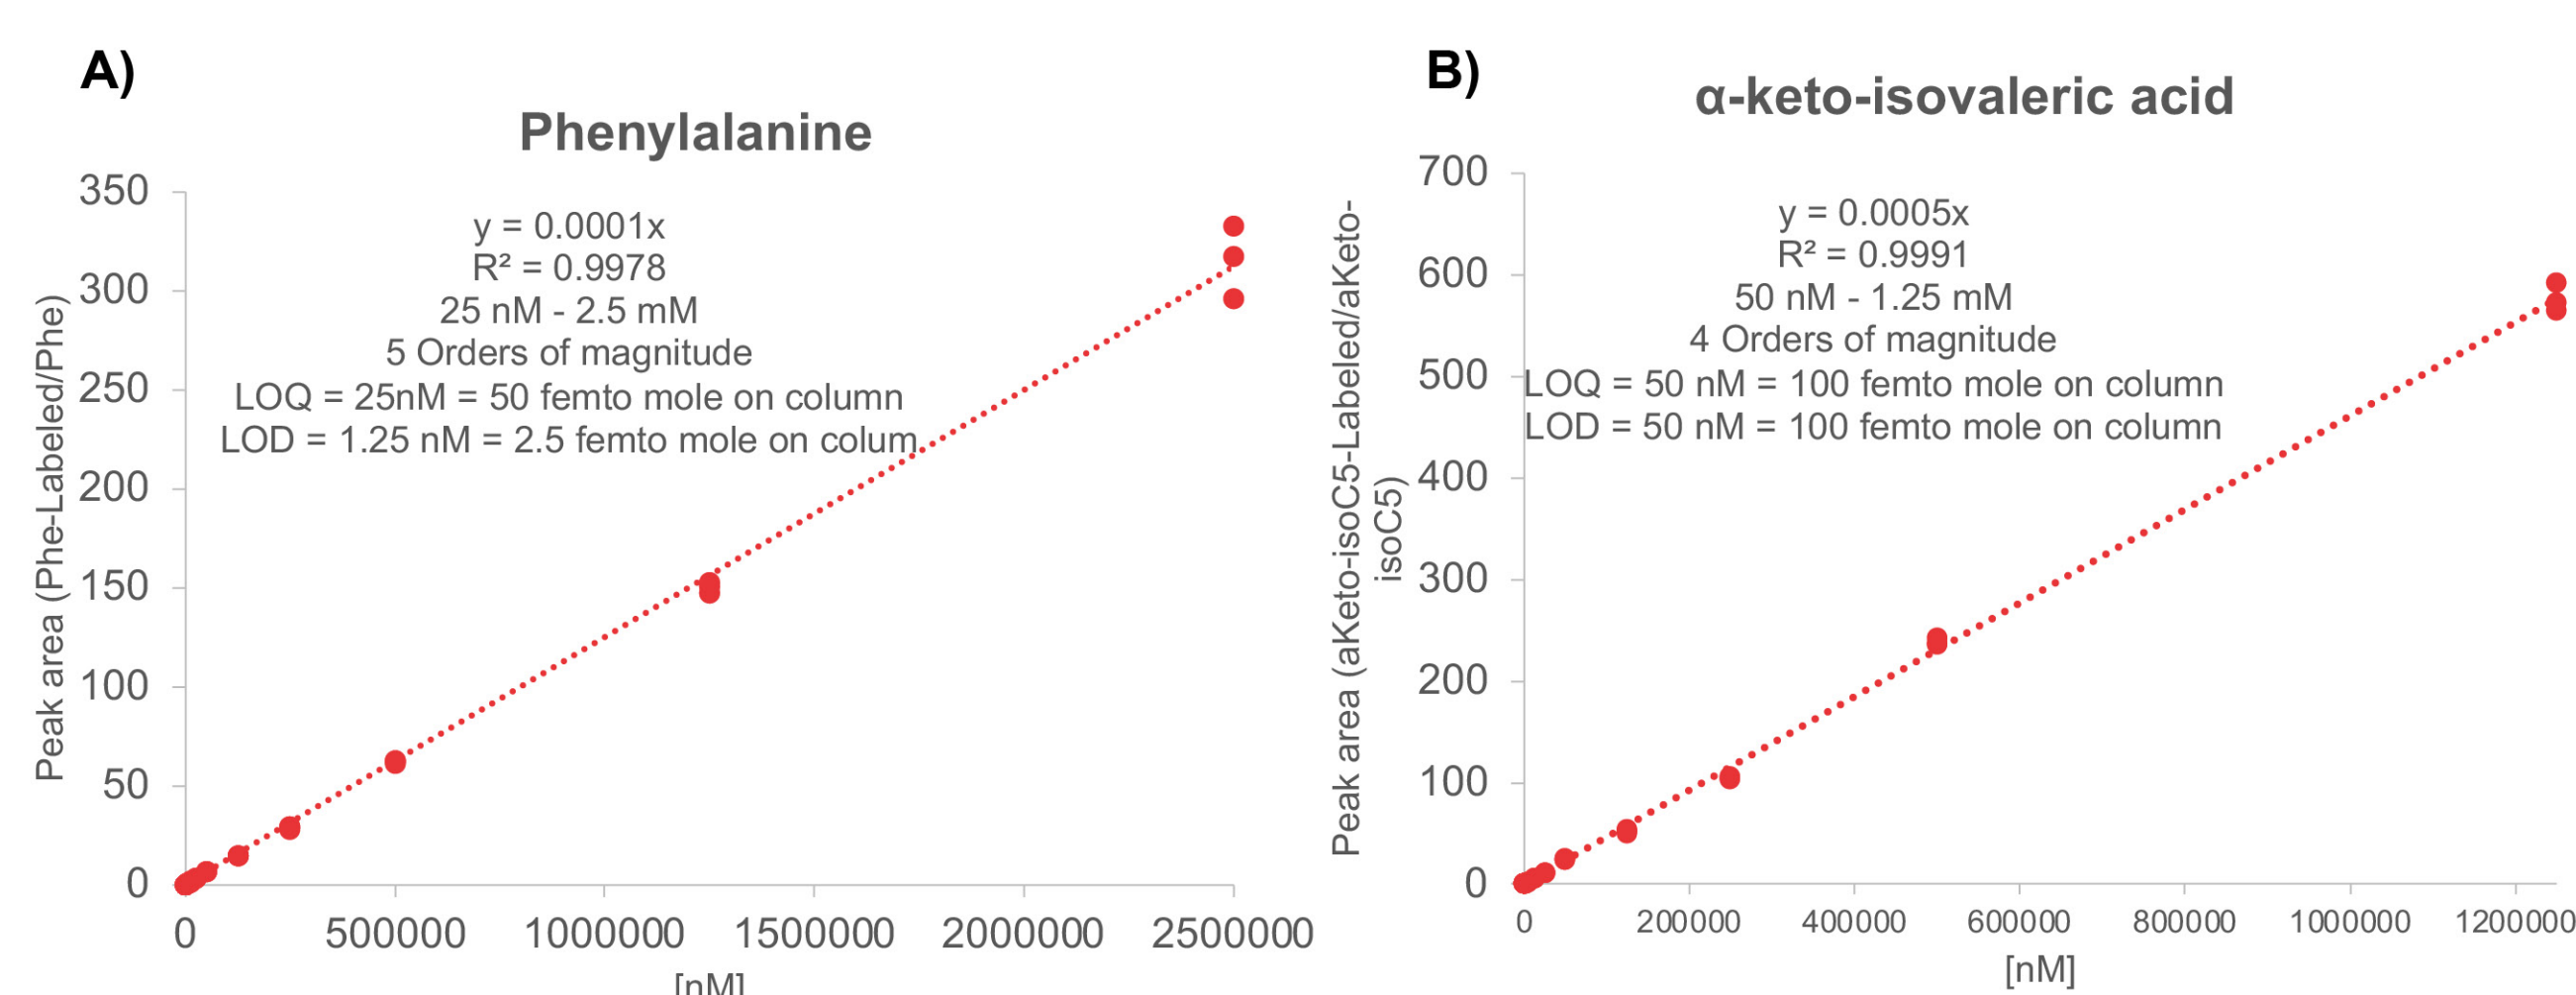 A)
Phenylalanine
350
300
250
200
150
100
50
0
Peak area (Phe-Labeled/Phe)
y = 0.0001x
R² = 0.9978
25 nM - 2.5 mM
5 Orders of magnitude
LOQ = 25nM = 50 femto mole on column
LOD = 1.25 nM = 2.5 femto mole on colum
0 500000 1000000 1500000 2000000 2500000
[nM]
B)
α-keto-isovaleric acid
700
600
500
400
300
200
100
0
Peak area (aKeto-isoC5-Labeled/aKeto-
isoC5)
y = 0.0005x
R² = 0.9991
50 nM - 1.25 mM
4 Orders of magnitude
LOQ = 50 nM = 100 femto mole on column
LOD = 50 nM = 100 femto mole on column
0 200000 400000 600000 800000 1000000 1200000
[nM]